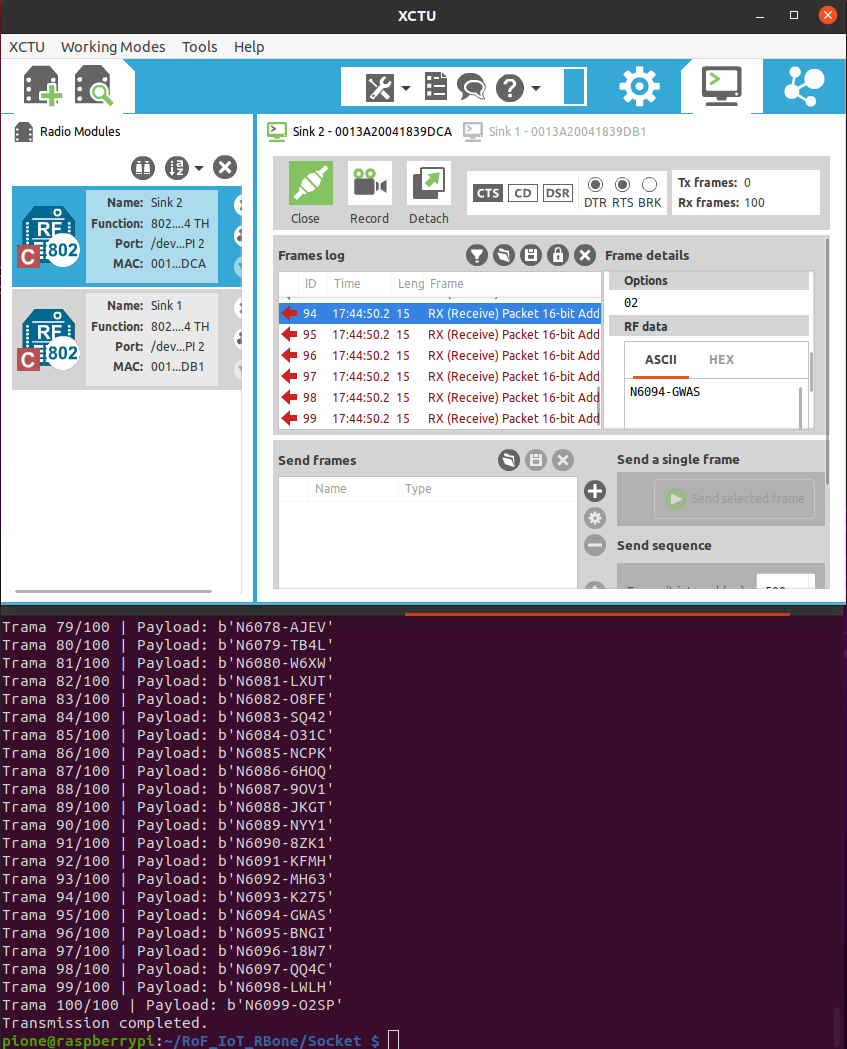 XCTU
XCTU Working Modes Tools Help
Radio Modules
Sink 2 - 0013A20041839DCA Sink 1 - 0013A20041839DB1
Name: Sink 2
Function: 802....4 TH
Port: /dev...PI 2
MAC: 001...DCA
RF
C 802
Name: Sink 1
Function: 802....4 TH
Port: /dev...PI 2
MAC: 001...DB1
RF
C 802
Close Record Detach
CTS CD DSR
DTR RTS BRK
Tx frames: 0
Rx frames: 100
Frames log
ID Time Leng Frame
94 17:44:50.2 15 RX (Receive) Packet 16-bit Add
95 17:44:50.2 15 RX (Receive) Packet 16-bit Add
96 17:44:50.2 15 RX (Receive) Packet 16-bit Add
97 17:44:50.2 15 RX (Receive) Packet 16-bit Add
98 17:44:50.2 15 RX (Receive) Packet 16-bit Add
99 17:44:50.2 15 RX (Receive) Packet 16-bit Add
Frame details
Options
02
RF data
ASCII HEX
N6094-GWAS
Send frames
Name Type
Send a single frame
Send selected frame
Send sequence
Trama 79/100 | Payload: b'N6078-AJEV'
Trama 80/100 | Payload: b'N6079-TB4L'
Trama 81/100 | Payload: b'N6080-W6XW'
Trama 82/100 | Payload: b'N6081-LXUT'
Trama 83/100 | Payload: b'N6082-O8FE'
Trama 84/100 | Payload: b'N6083-SQ42'
Trama 85/100 | Payload: b'N6084-O31C'
Trama 86/100 | Payload: b'N6085-NCPK'
Trama 87/100 | Payload: b'N6086-6HOQ'
Trama 88/100 | Payload: b'N6087-9OV1'
Trama 89/100 | Payload: b'N6088-JKGT'
Trama 90/100 | Payload: b'N6089-NYY1'
Trama 91/100 | Payload: b'N6090-8ZK1'
Trama 92/100 | Payload: b'N6091-KFMH'
Trama 93/100 | Payload: b'N6092-MH63'
Trama 94/100 | Payload: b'N6093-K275'
Trama 95/100 | Payload: b'N6094-GWAS'
Trama 96/100 | Payload: b'N6095-BNGI'
Trama 97/100 | Payload: b'N6096-18W7'
Trama 98/100 | Payload: b'N6097-QQ4C'
Trama 99/100 | Payload: b'N6098-LWLH'
Trama 100/100 | Payload: b'N6099-O2SP'
Transmission completed.
pione@raspberrypi:~/RoF_IoT_RBone/Socket $